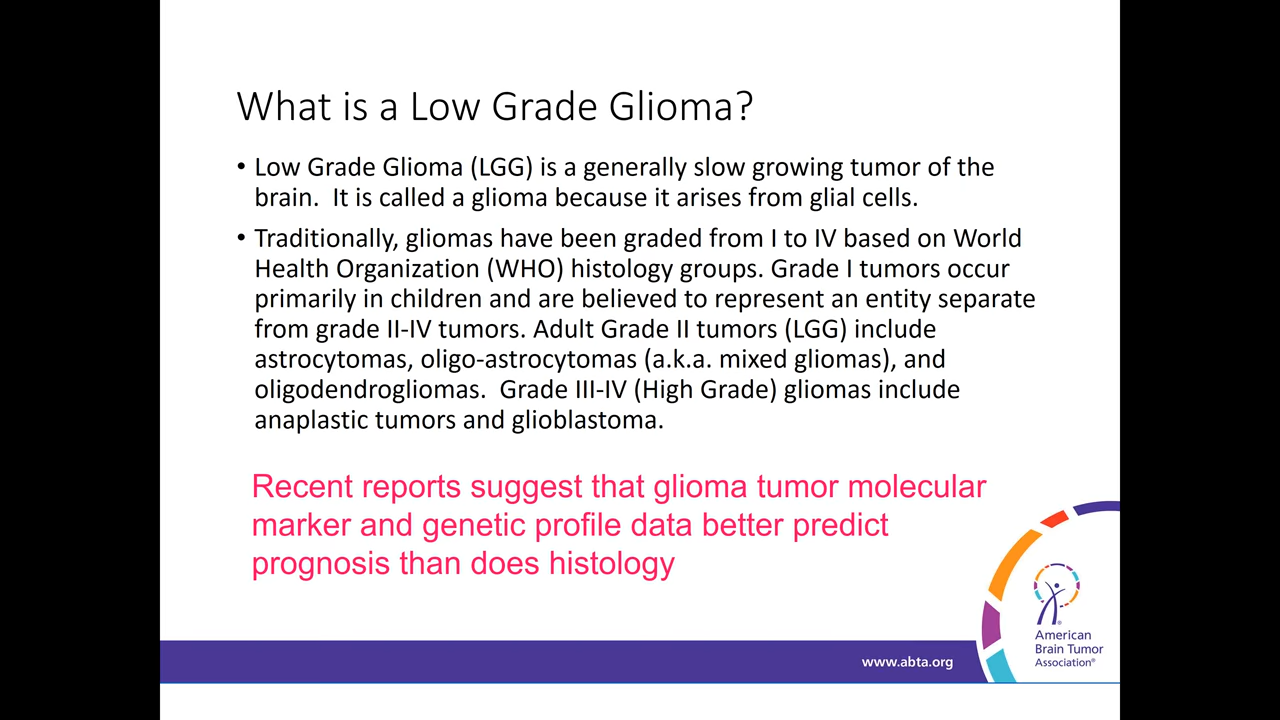 What is a Low Grade Glioma?
• Low Grade Glioma (LGG) is a generally slow growing tumor of the
brain.  It is called a glioma because it arises from glial cells.
• Traditionally, gliomas have been graded from I to IV based on World
Health Organization (WHO) histology groups. Grade I tumors occur
primarily in children and are believed to represent an entity separate
from grade II-IV tumors. Adult Grade II tumors (LGG) include
astrocytomas, oligo-astrocytomas (a.k.a. mixed gliomas), and
oligodendrogliomas.  Grade III-IV (High Grade) gliomas include
anaplastic tumors and glioblastoma.
Recent reports suggest that glioma tumor molecular
marker and genetic profile data better predict
prognosis than does histology
www.abta.org
®
American
Brain Tumor
Association®